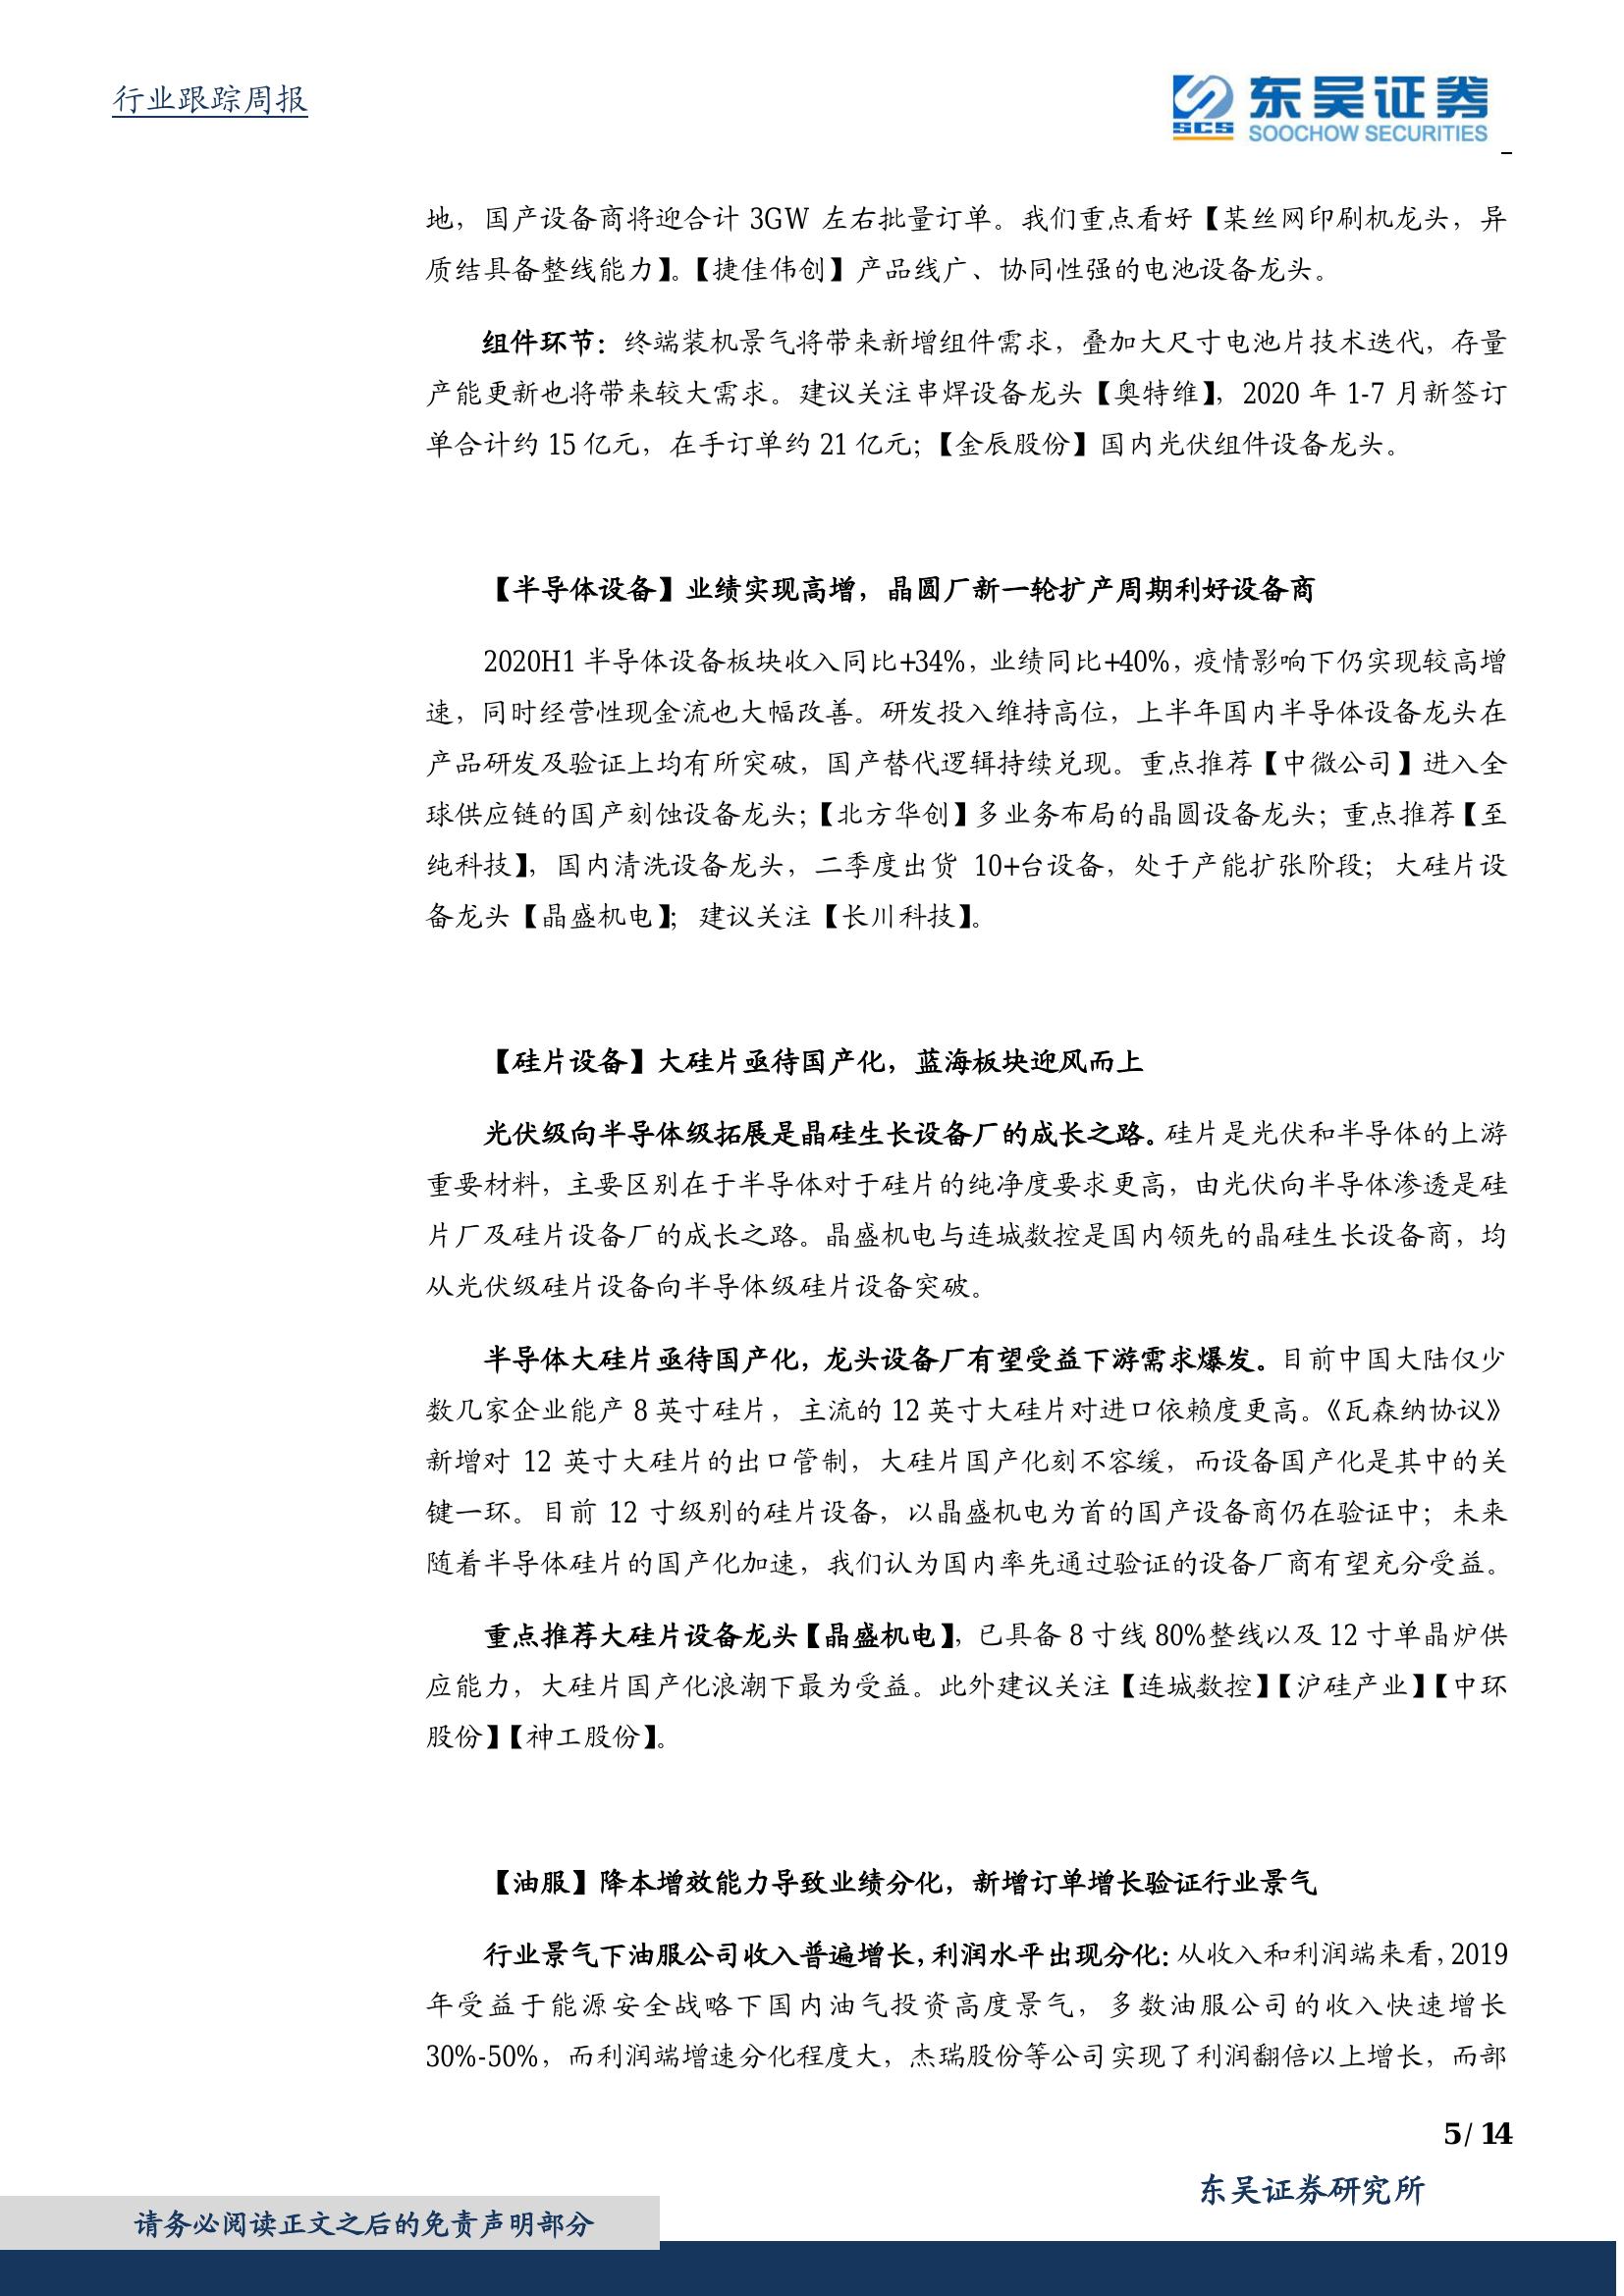 行业跟踪周报
SCS 东吴证券
SOOCHOW SECURITIES
地，国产设备商将迎合计 3GW 左右批量订单。我们重点看好【某丝网印刷机龙头，异
质结具备整线能力】。【捷佳伟创】产品线广、协同性强的电池设备龙头。
组件环节：终端装机景气将带来新增组件需求，叠加大尺寸电池片技术迭代，存量
产能更新也将带来较大需求。建议关注串焊设备龙头【奥特维】，2020 年 1-7 月新签订
单合计约 15 亿元，在手订单约 21 亿元；【金辰股份】国内光伏组件设备龙头。
【半导体设备】业绩实现高增，晶圆厂新一轮扩产周期利好设备商
2020H1 半导体设备板块收入同比+34%，业绩同比+40%，疫情影响下仍实现较高增
速，同时经营性现金流也大幅改善。研发投入维持高位，上半年国内半导体设备龙头在
产品研发及验证上均有所突破，国产替代逻辑持续兑现。重点推荐【中微公司】进入全
球供应链的国产刻蚀设备龙头；【北方华创】多业务布局的晶圆设备龙头；重点推荐【至
纯科技】，国内清洗设备龙头，二季度出货 10+台设备，处于产能扩张阶段；大硅片设
备龙头【晶盛机电】；建议关注【长川科技】。
【硅片设备】大硅片亟待国产化，蓝海板块迎风而上
光伏级向半导体级拓展是晶硅生长设备厂的成长之路。硅片是光伏和半导体的上游
重要材料，主要区别在于半导体对于硅片的纯净度要求更高，由光伏向半导体渗透是硅
片厂及硅片设备厂的成长之路。晶盛机电与连城数控是国内领先的晶硅生长设备商，均
从光伏级硅片设备向半导体级硅片设备突破。
半导体大硅片亟待国产化，龙头设备厂有望受益下游需求爆发。目前中国大陆仅少
数几家企业能产 8 英寸硅片，主流的 12 英寸大硅片对进口依赖度更高。《瓦森纳协议》
新增对 12 英寸大硅片的出口管制，大硅片国产化刻不容缓，而设备国产化是其中的关
键一环。目前 12 寸级别的硅片设备，以晶盛机电为首的国产设备商仍在验证中；未来
随着半导体硅片的国产化加速，我们认为国内率先通过验证的设备厂商有望充分受益。
重点推荐大硅片设备龙头【晶盛机电】，已具备 8 寸线 80%整线以及 12 寸单晶炉供
应能力，大硅片国产化浪潮下最为受益。此外建议关注【连城数控】【沪硅产业】【中环
股份】【神工股份】。
【油服】降本增效能力导致业绩分化，新增订单增长验证行业景气
行业景气下油服公司收入普遍增长，利润水平出现分化：从收入和利润端来看，2019
年受益于能源安全战略下国内油气投资高度景气，多数油服公司的收入快速增长
30%-50%，而利润端增速分化程度大，杰瑞股份等公司实现了利润翻倍以上增长，而部
5 / 14
东吴证券研究所
请务必阅读正文之后的免责声明部分